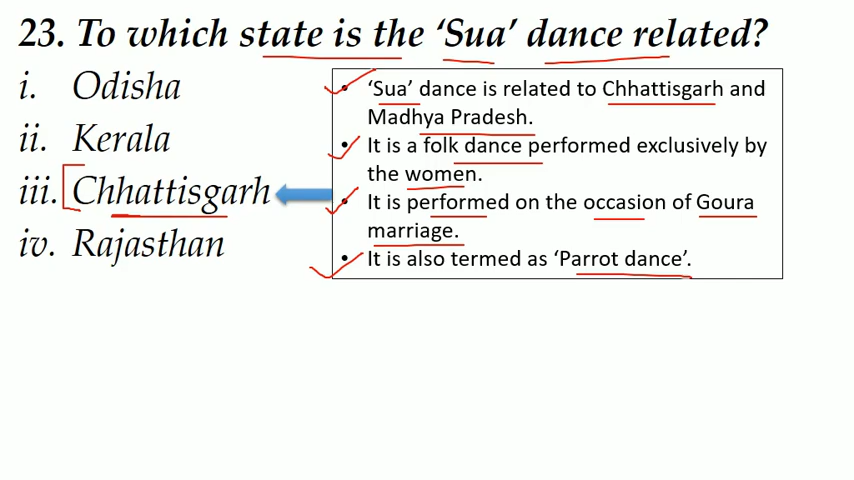 23. To which state is the ‘Sua’ dance related?
i. Odisha
ii. Kerala
iii. Chhattisgarh
iv. Rajasthan
• ‘Sua’ dance is related to Chhattisgarh and
Madhya Pradesh.
• It is a folk dance performed exclusively by
the women.
• It is performed on the occasion of Goura
marriage.
• It is also termed as ‘Parrot dance’.